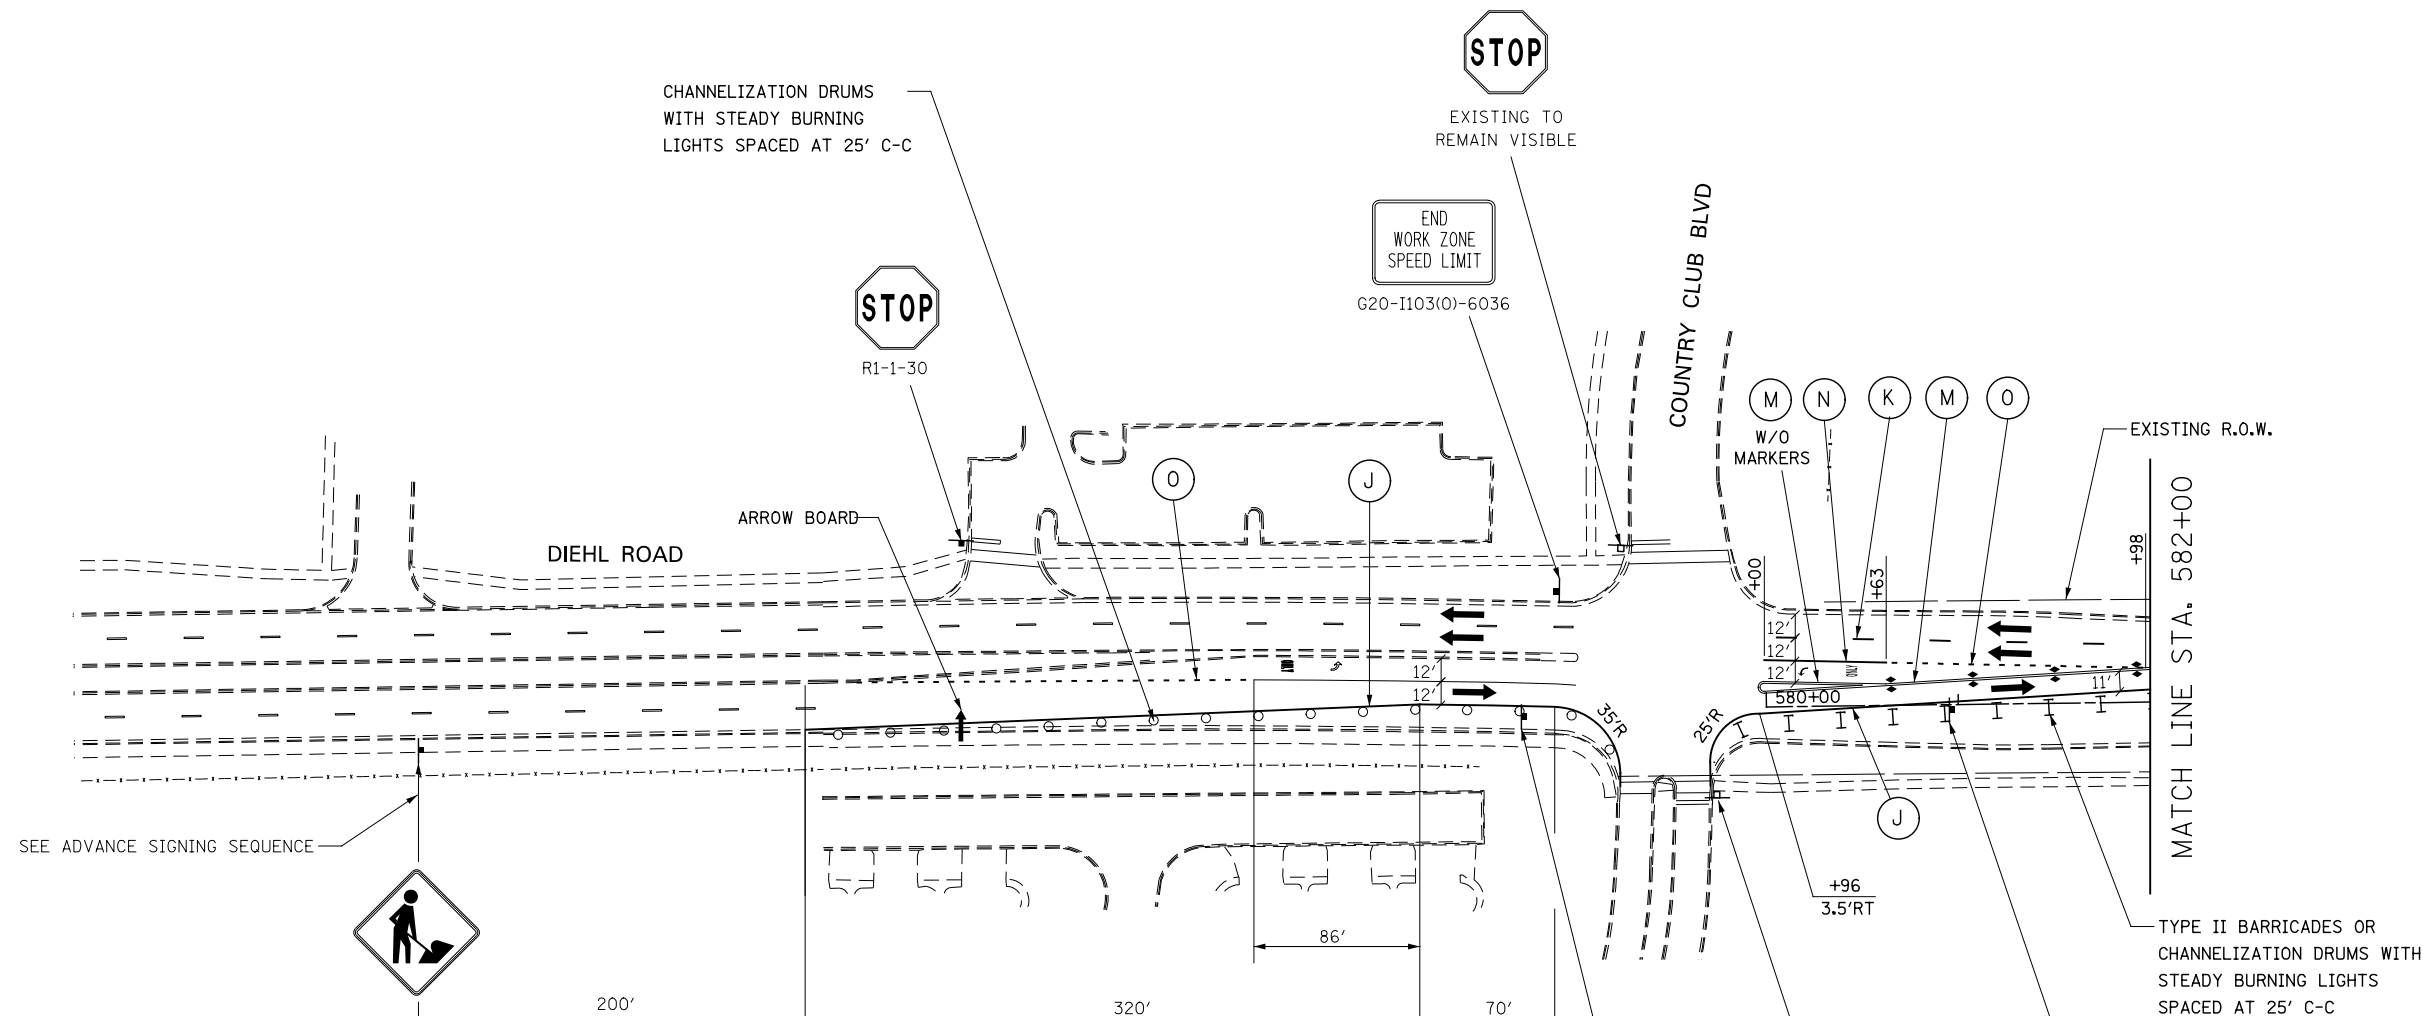 STOP
EXISTING TO
REMAIN VISIBLE
CHANNELIZATION DRUMS
WITH STEADY BURNING
LIGHTS SPACED AT 25' C-C
END
WORK ZONE
SPEED LIMIT
G20-I103(O)-6036
STOP
R1-1-30
COUNTRY CLUB BLVD
M
N
K
M
O
W/O
MARKERS
EXISTING R.O.W.
O
J
ARROW BOARD
DIEHL ROAD
+00
+63
+98
MATCH LINE STA. 582+00
12'
12'
12'
12'
12'
ONLY
11'
580+00
35'R
25'R
J
SEE ADVANCE SIGNING SEQUENCE
+96
3.5'RT
86'
TYPE II BARRICADES OR
CHANNELIZATION DRUMS WITH
STEADY BURNING LIGHTS
SPACED AT 25' C-C
200'
320'
70'